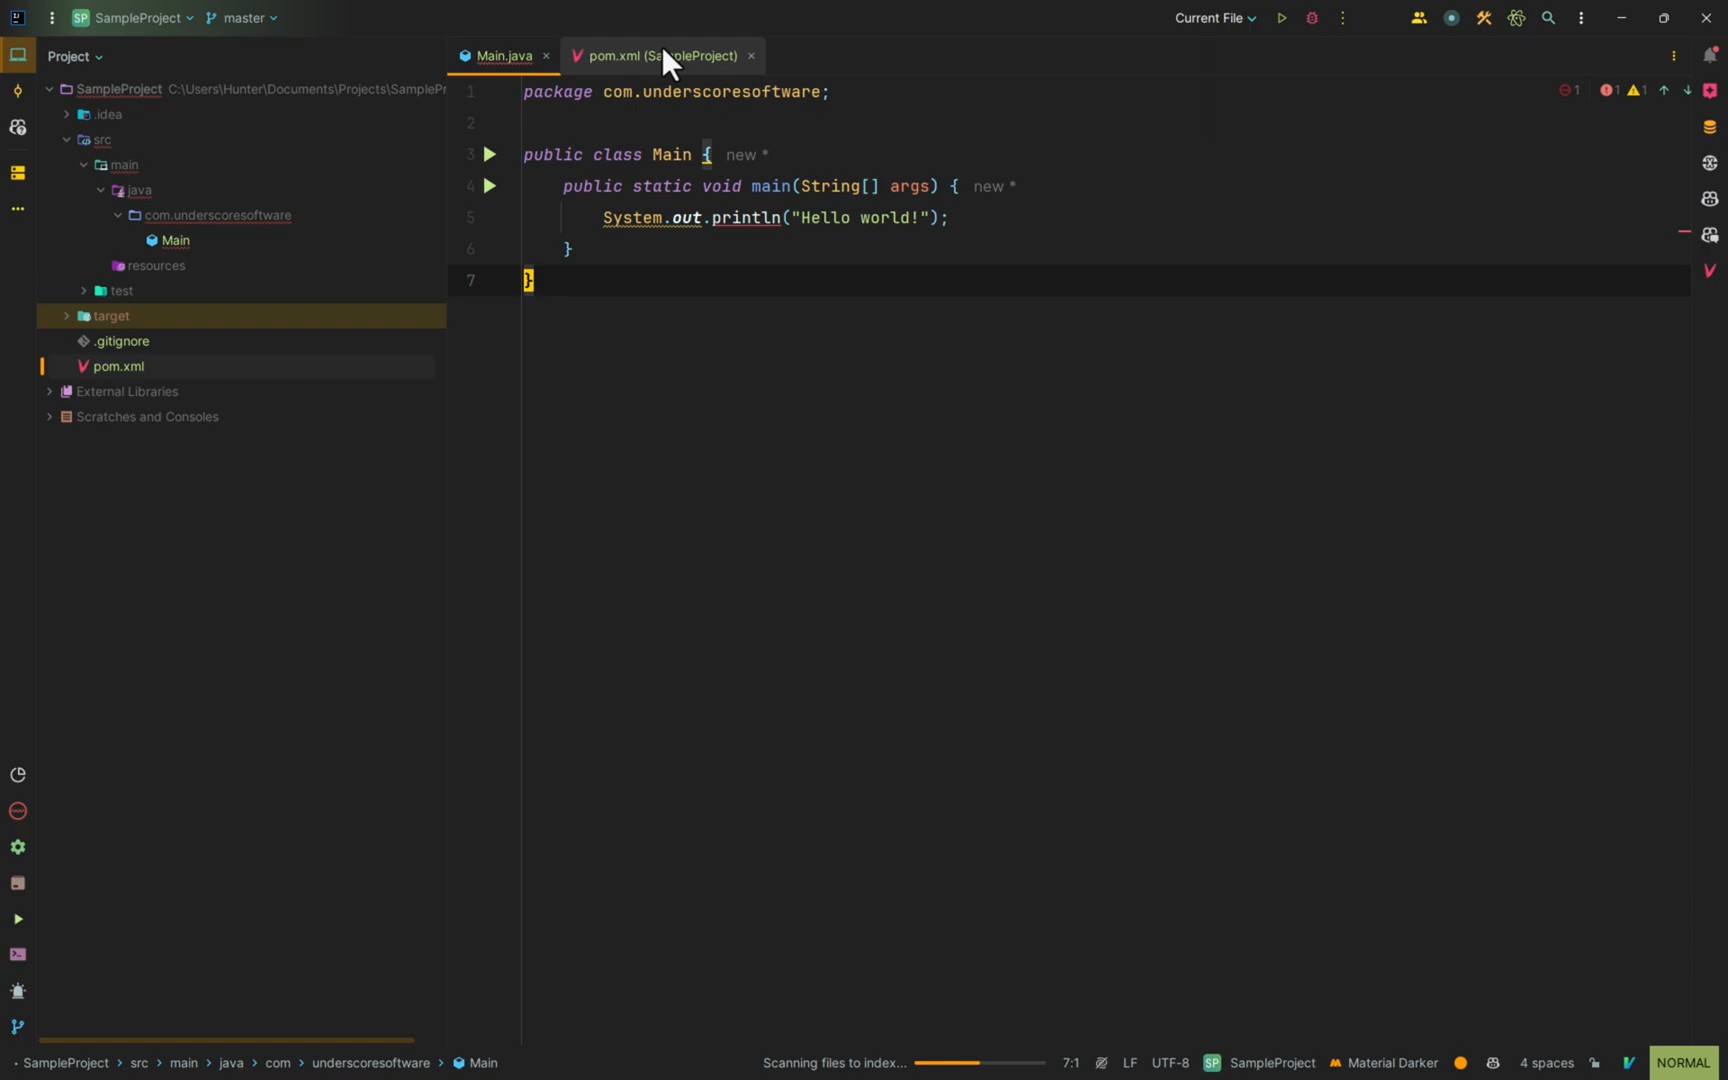 SP SampleProject master Current File
Project
Main.java pom.xml (SampleProject)
SampleProject C:\Users\Hunter\Documents\Projects\SamplePr
.idea
src
main
java
com.underscoresoftware
Main
resources
test
target
.gitignore
pom.xml
External Libraries
Scratches and Consoles
1 package com.underscoresoftware; 1 1 1
2
3 public class Main { new *
4 public static void main(String[] args) { new *
5 System.out.println("Hello world!");
6 }
7 }
SampleProject > src > main > java > com > underscoresoftware > Main Scanning files to index... 7:1 LF UTF-8 SP SampleProject Material Darker 4 spaces NORMAL